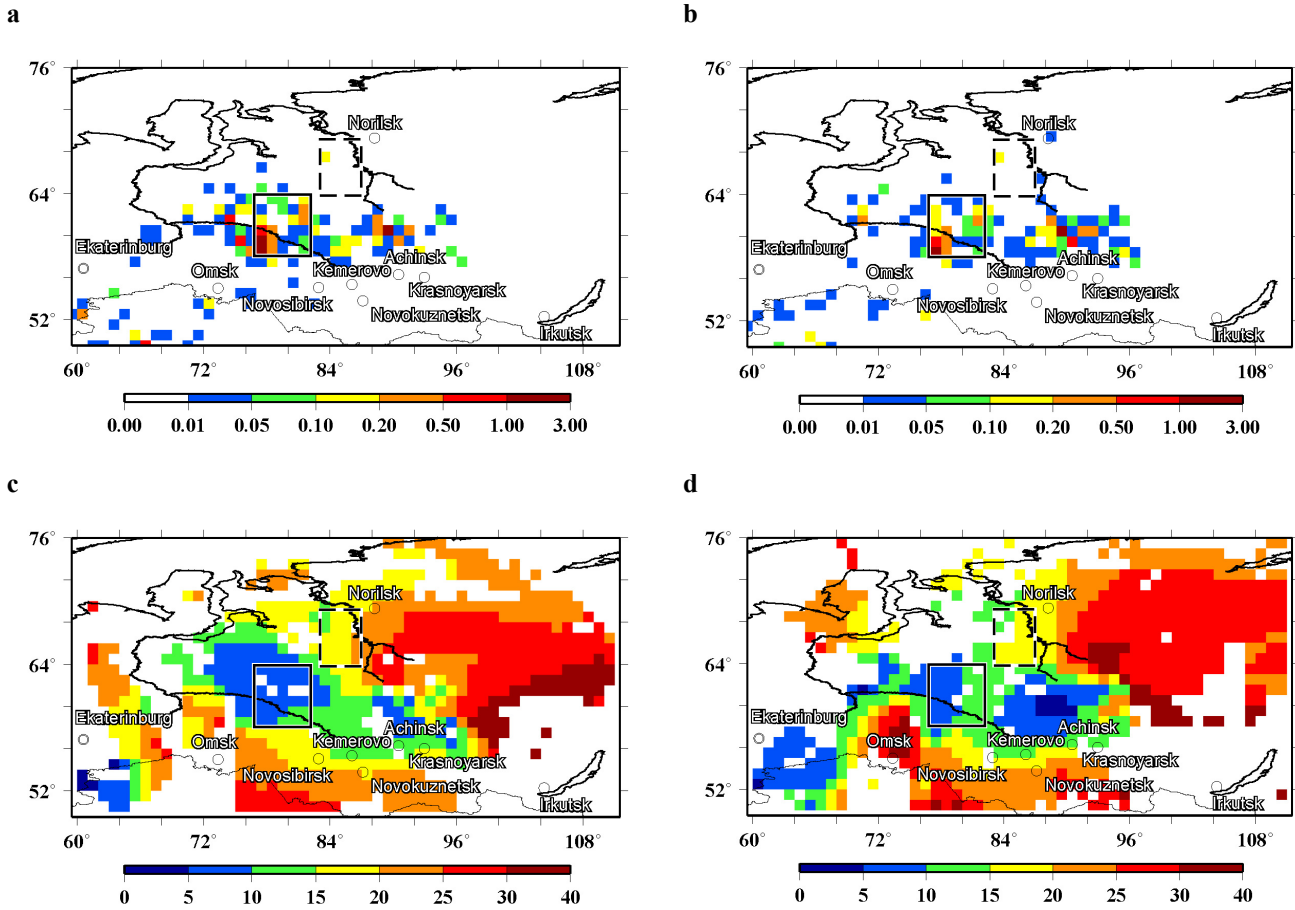 a
76°
64°
52°
Norilsk
Ekaterinburg
Omsk
Kemerovo
Achinsk
Novosibirsk
Krasnoyarsk
Novokuznetsk
Irkutsk
60° 72° 84° 96° 108°
0.00 0.01 0.05 0.10 0.20 0.50 1.00 3.00
b
76°
64°
52°
Norilsk
Ekaterinburg
Omsk
Kemerovo
Achinsk
Novosibirsk
Krasnoyarsk
Novokuznetsk
Irkutsk
60° 72° 84° 96° 108°
0.00 0.01 0.05 0.10 0.20 0.50 1.00 3.00
c
76°
64°
52°
Norilsk
Ekaterinburg
Omsk
Kemerovo
Achinsk
Novosibirsk
Krasnoyarsk
Novokuznetsk
Irkutsk
60° 72° 84° 96° 108°
0 5 10 15 20 25 30 40
d
76°
64°
52°
Norilsk
Ekaterinburg
Omsk
Kemerovo
Achinsk
Novosibirsk
Krasnoyarsk
Novokuznetsk
Irkutsk
60° 72° 84° 96° 108°
0 5 10 15 20 25 30 40